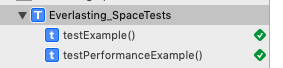 T Everlasting_SpaceTests
t testExample()
t testPerformanceExample()